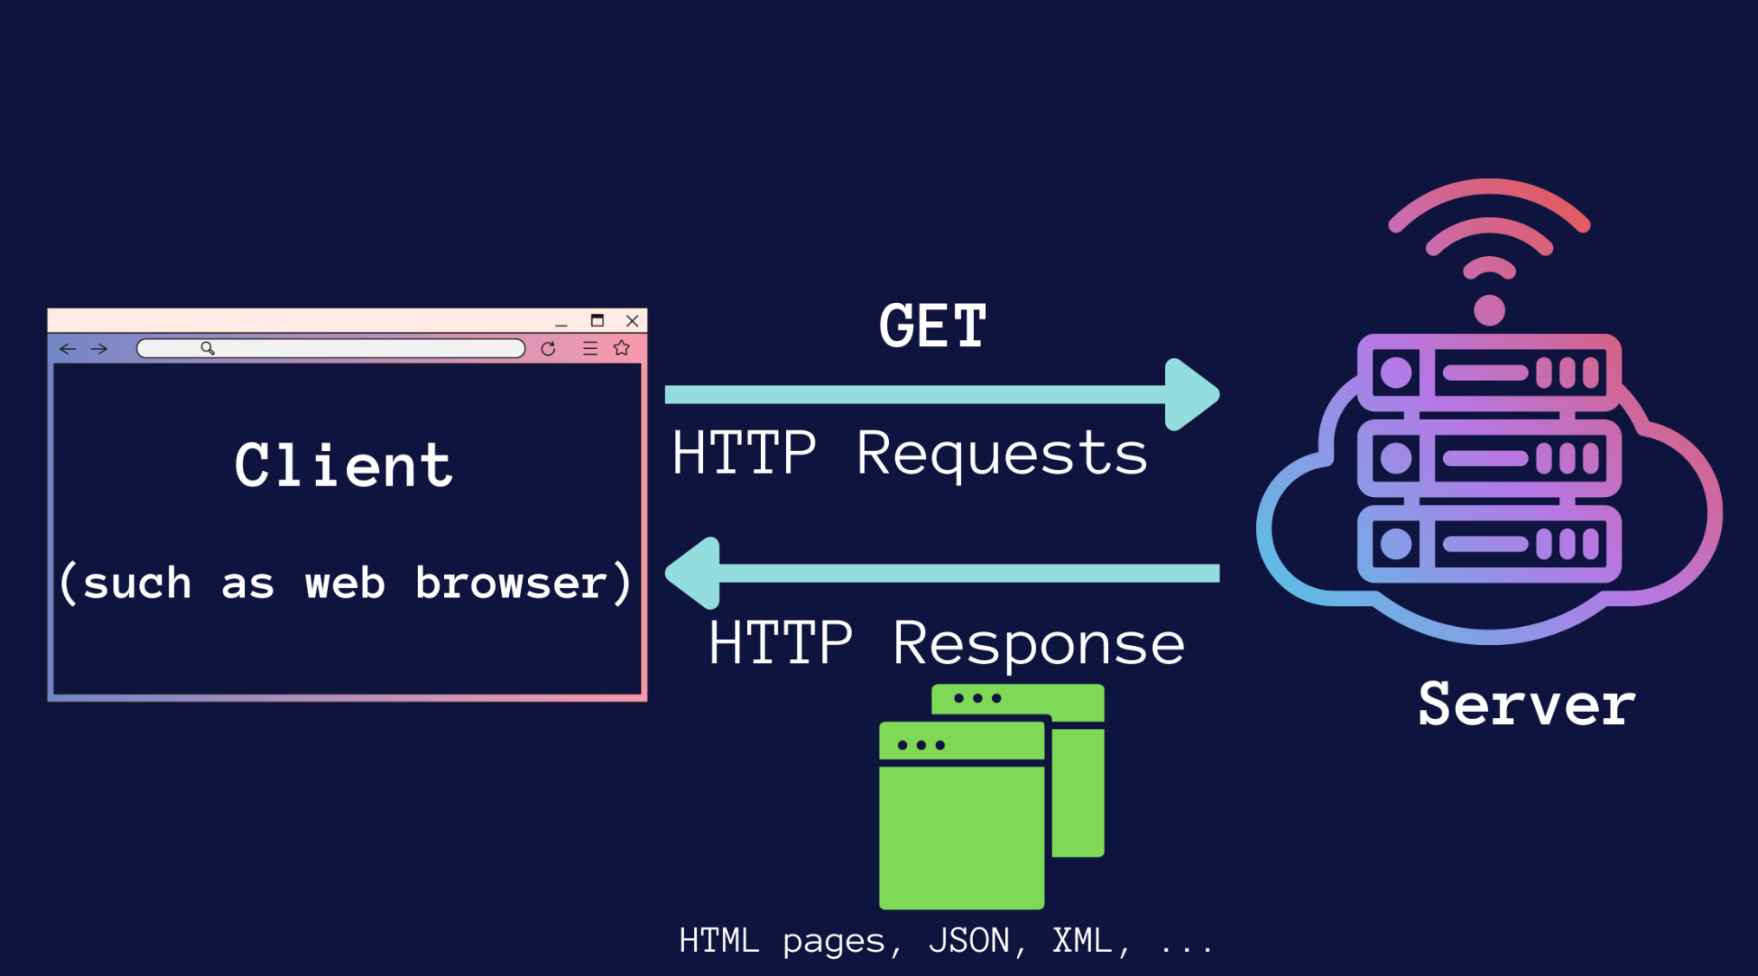 GET
HTTP Requests
Client
(such as web browser)
HTTP Response
Server
HTML pages, JSON, XML, ...